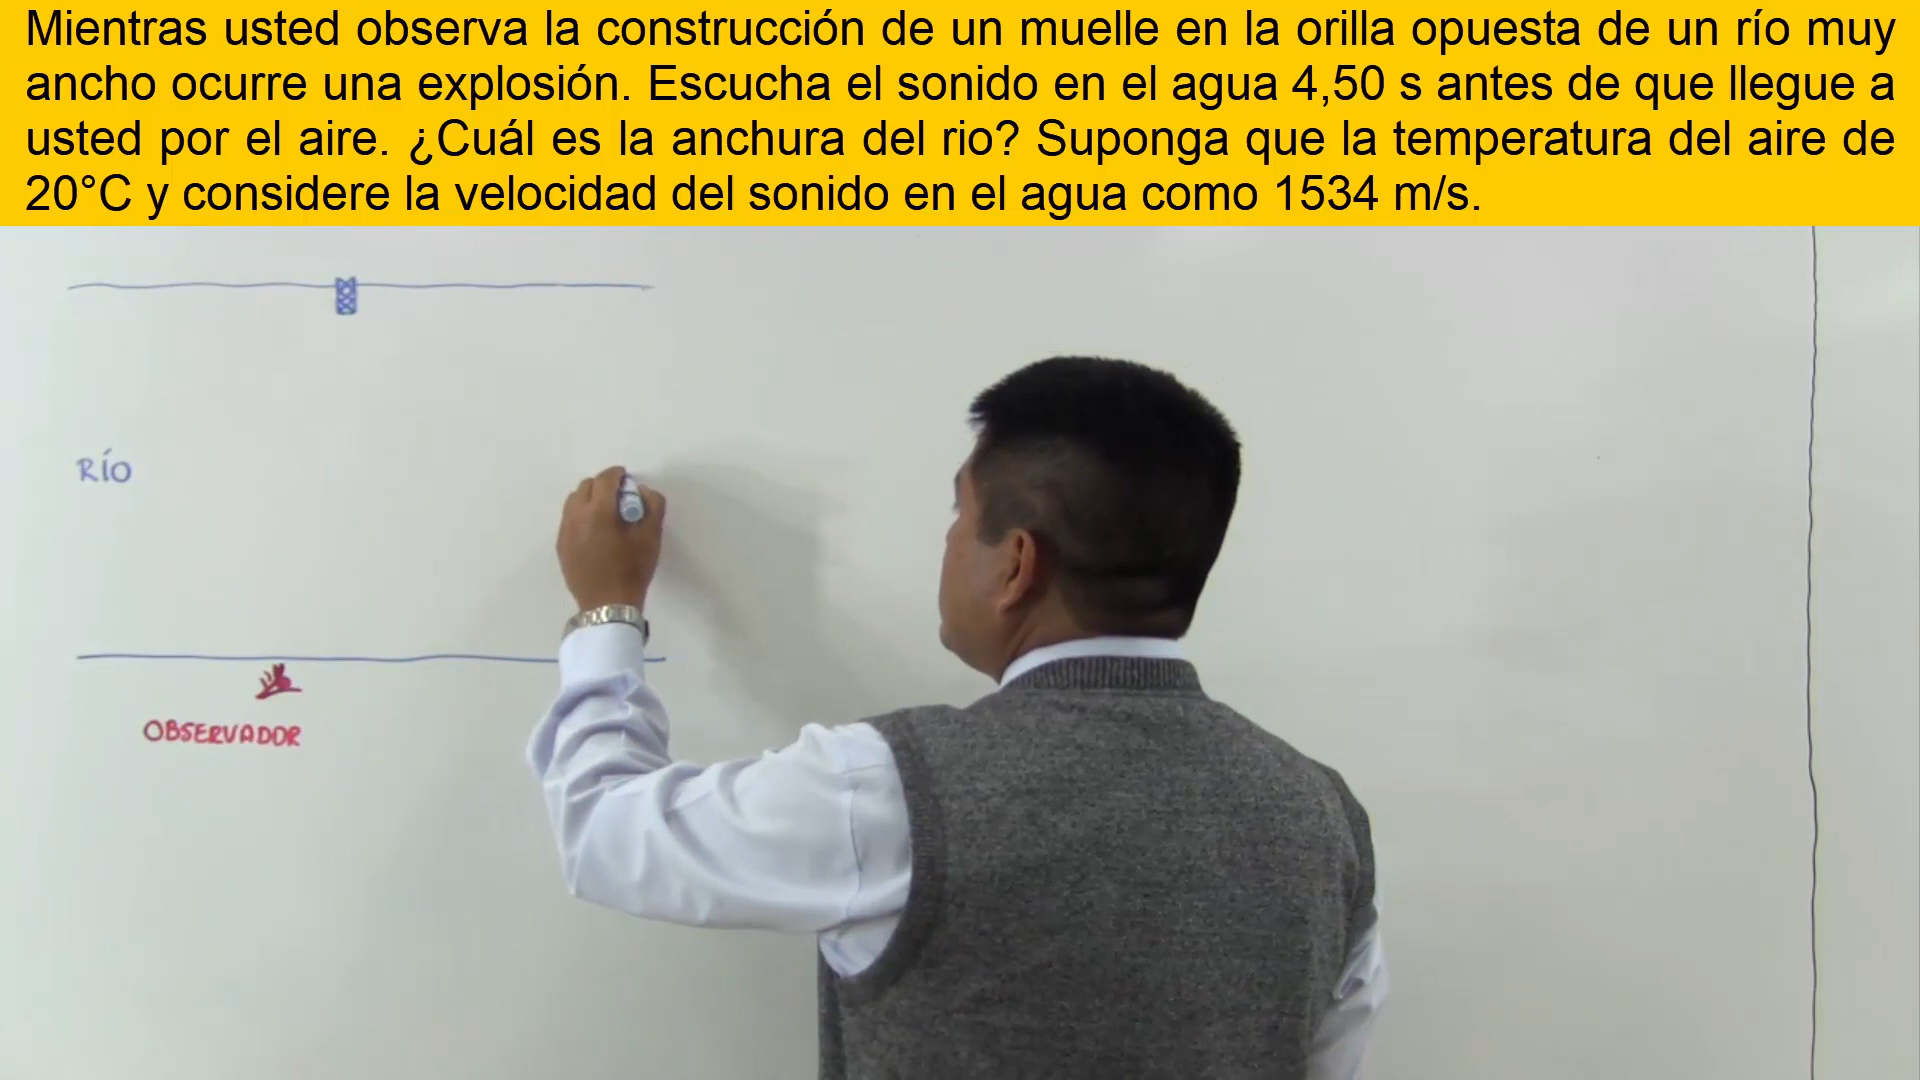 Mientras usted observa la construcción de un muelle en la orilla opuesta de un río muy
ancho ocurre una explosión. Escucha el sonido en el agua 4,50 s antes de que llegue a
usted por el aire. ¿Cuál es la anchura del rio? Suponga que la temperatura del aire de
20°C y considere la velocidad del sonido en el agua como 1534 m/s.
RÍO
OBSERVADOR